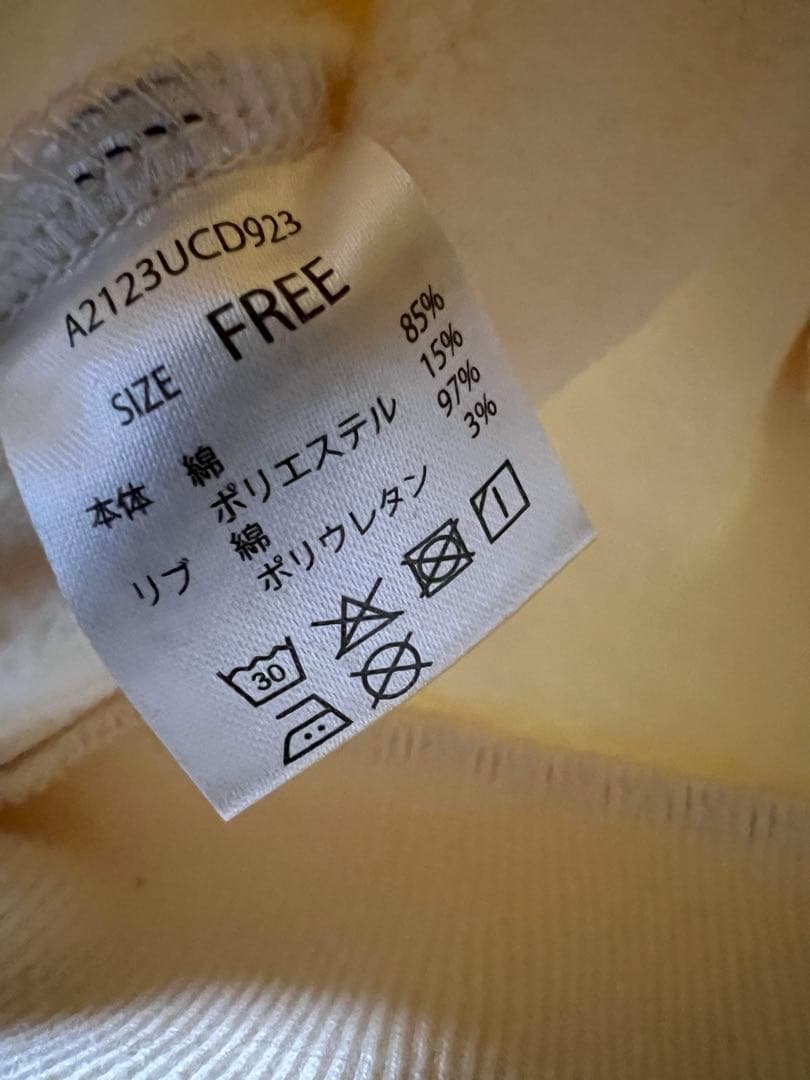 A2123UCD923
SIZE FREE
本体 綿 85%
ポリエステル 15%
リブ 綿 97%
ポリウレタン 3%
30